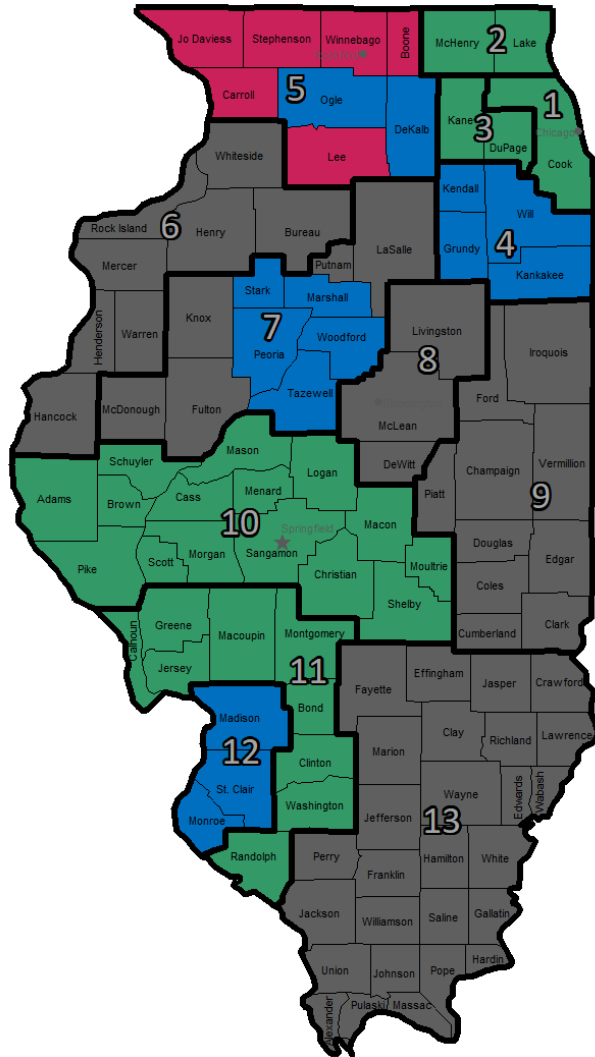 Jo Daviess
Stephenson
Winnebago
Boone
McHenry
2
Lake
Carroll
5
Ogle
DeKalb
Lee
Kane
3
DuPage
1
Chicago
Cook
Whiteside
Kendall
Will
Rock Island
6
Henry
Bureau
LaSalle
Grundy
4
Mercer
Putnam
Kankakee
Henderson
Warren
Knox
Stark
Marshall
7
Woodford
Peoria
Livingston
8
Iroquois
Hancock
McDonough
Fulton
Tazewell
McLean
Ford
DeWitt
Schuyler
Mason
Logan
Champaign
Vermillion
Adams
Brown
Cass
Menard
Piatt
9
10
Springfield
Macon
Pike
Scott
Morgan
Sangamon
Christian
Moultrie
Douglas
Edgar
Coles
Shelby
Cumberland
Clark
Calhoun
Greene
Macoupin
Montgomery
Jersey
11
Effingham
Fayette
Jasper
Crawford
Madison
Bond
12
Clay
Richland
Lawrence
Marion
Clinton
St. Clair
Washington
Wayne
Edwards
Wabash
Monroe
Jefferson
13
Randolph
Perry
Hamilton
White
Franklin
Jackson
Williamson
Saline
Gallatin
Union
Johnson
Pope
Hardin
Alexander
Pulaski
Massac